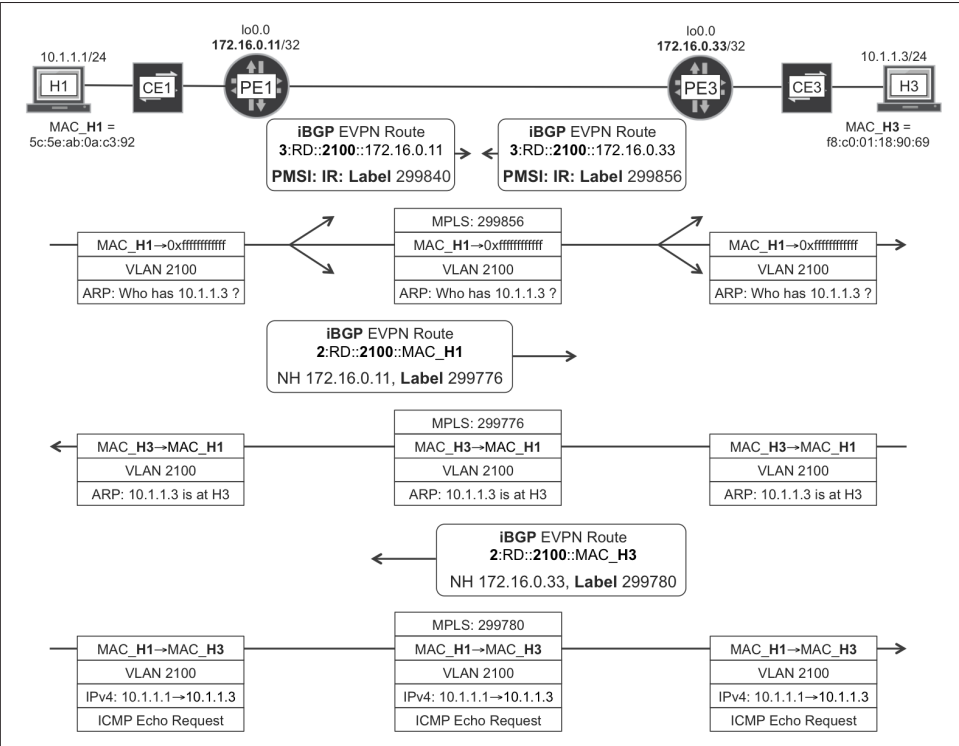 lo0.0
172.16.0.11/32
lo0.0
172.16.0.33/32
10.1.1.1/24
10.1.1.3/24
H1
CE1
PE1
PE3
CE3
H3
MAC_H1 =
5c:5e:ab:0a:c3:92
MAC_H3 =
f8:c0:01:18:90:69
iBGP EVPN Route
3:RD::2100::172.16.0.11
PMSI: IR: Label 299840
iBGP EVPN Route
3:RD::2100::172.16.0.33
PMSI: IR: Label 299856
MAC_H1→0xffffffffffff
VLAN 2100
ARP: Who has 10.1.1.3 ?
MPLS: 299856
MAC_H1→0xffffffffffff
VLAN 2100
ARP: Who has 10.1.1.3 ?
MAC_H1→0xffffffffffff
VLAN 2100
ARP: Who has 10.1.1.3 ?
iBGP EVPN Route
2:RD::2100::MAC_H1
NH 172.16.0.11, Label 299776
MAC_H3→MAC_H1
VLAN 2100
ARP: 10.1.1.3 is at H3
MPLS: 299776
MAC_H3→MAC_H1
VLAN 2100
ARP: 10.1.1.3 is at H3
MAC_H3→MAC_H1
VLAN 2100
ARP: 10.1.1.3 is at H3
iBGP EVPN Route
2:RD::2100::MAC_H3
NH 172.16.0.33, Label 299780
MAC_H1→MAC_H3
VLAN 2100
IPv4: 10.1.1.1→10.1.1.3
ICMP Echo Request
MPLS: 299780
MAC_H1→MAC_H3
VLAN 2100
IPv4: 10.1.1.1→10.1.1.3
ICMP Echo Request
MAC_H1→MAC_H3
VLAN 2100
IPv4: 10.1.1.1→10.1.1.3
ICMP Echo Request